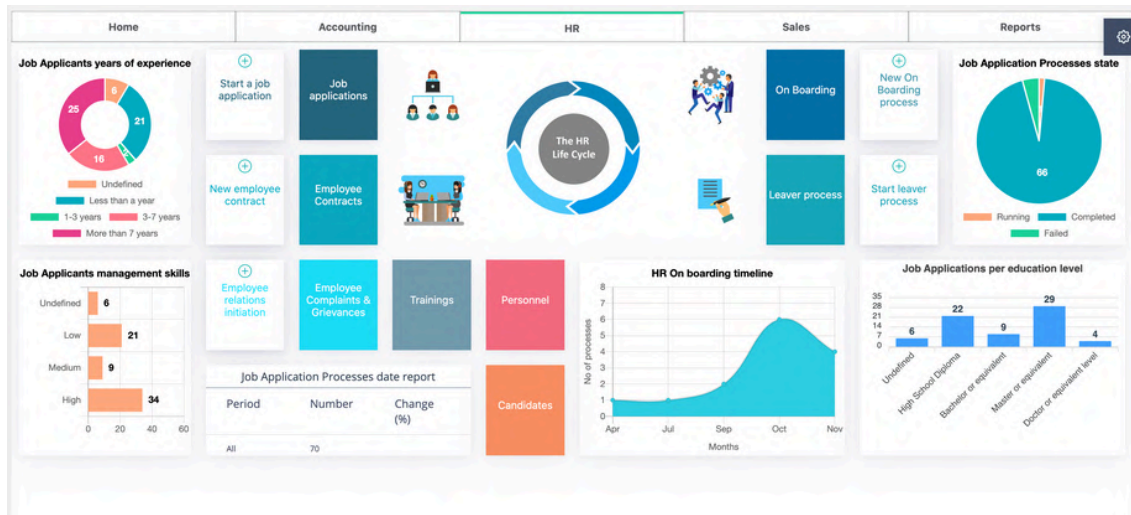 Home
Accounting
HR
Sales
Reports
Job Applicants years of experience
6
21
16
25
Undefined
Less than a year
1-3 years
3-7 years
More than 7 years
Start a job
application
Job
applications
The HR
Life Cycle
On Boarding
New On
Boarding
process
Job Application Processes state
66
Running
Completed
Failed
New employee
contract
Employee
Contracts
Leaver process
Start leaver
process
Job Applicants management skills
Undefined
6
Low
21
Medium
9
High
34
0
20
40
60
Employee
relations
initiation
Employee
Complaints &
Grievances
Trainings
Personnel
Job Application Processes date report
Period
Number
Change
(%)
All
70
Candidates
HR On boarding timeline
No of processes
8
7
6
5
4
3
2
1
0
Apr
Jul
Sep
Oct
Nov
Months
Job Applications per education level
35
28
21
14
7
0
6
22
9
29
4
Undefined
High School Diploma
Bachelor or equivalent
Master or equivalent
Doctor or equivalent level